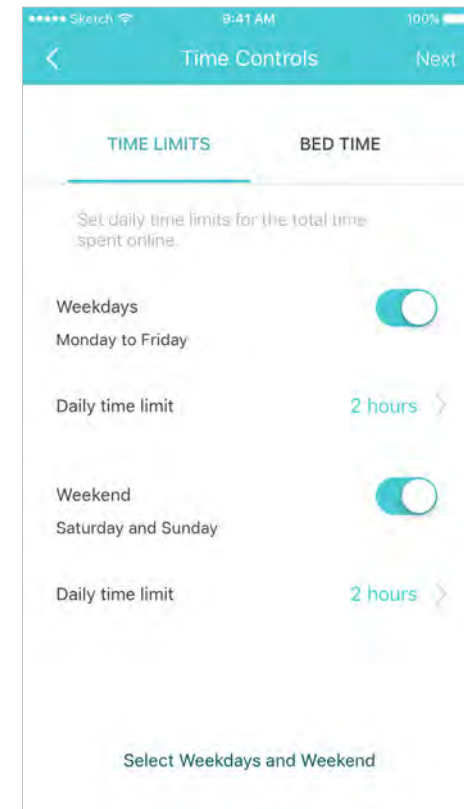 Sketch 9:41 AM 100%
Time Controls Next
TIME LIMITS BED TIME
Set daily time limits for the total time
spent online.
Weekdays
Monday to Friday
Daily time limit 2 hours
Weekend
Saturday and Sunday
Daily time limit 2 hours
Select Weekdays and Weekend